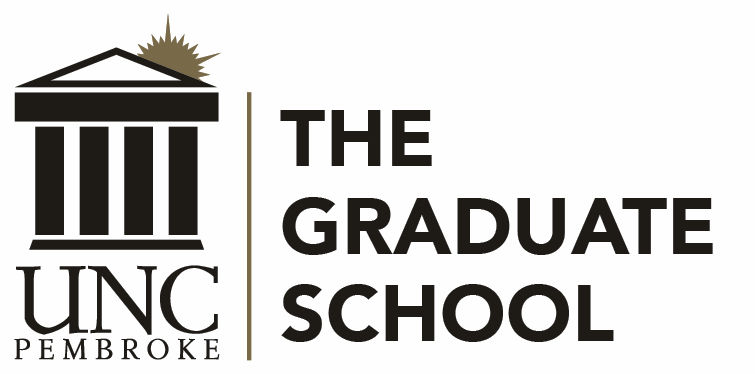 UNC
PEMBROKE
THE
GRADUATE
SCHOOL